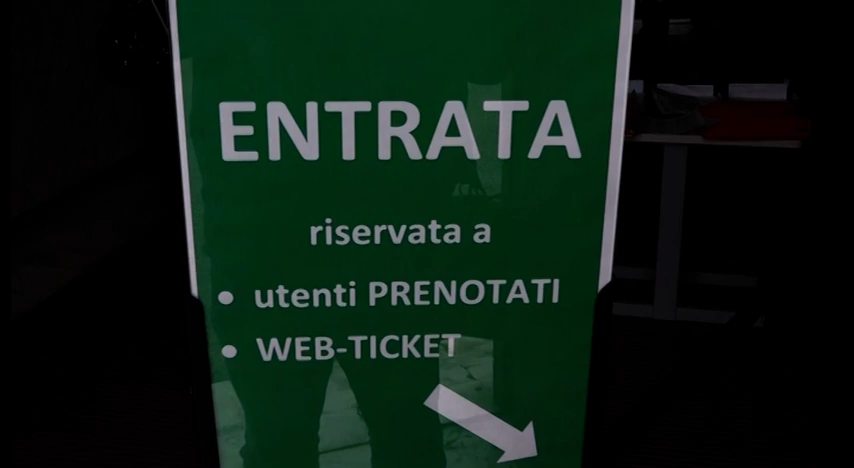 ENTRATA
riservata a
• utenti PRENOTATI
• WEB-TICKET